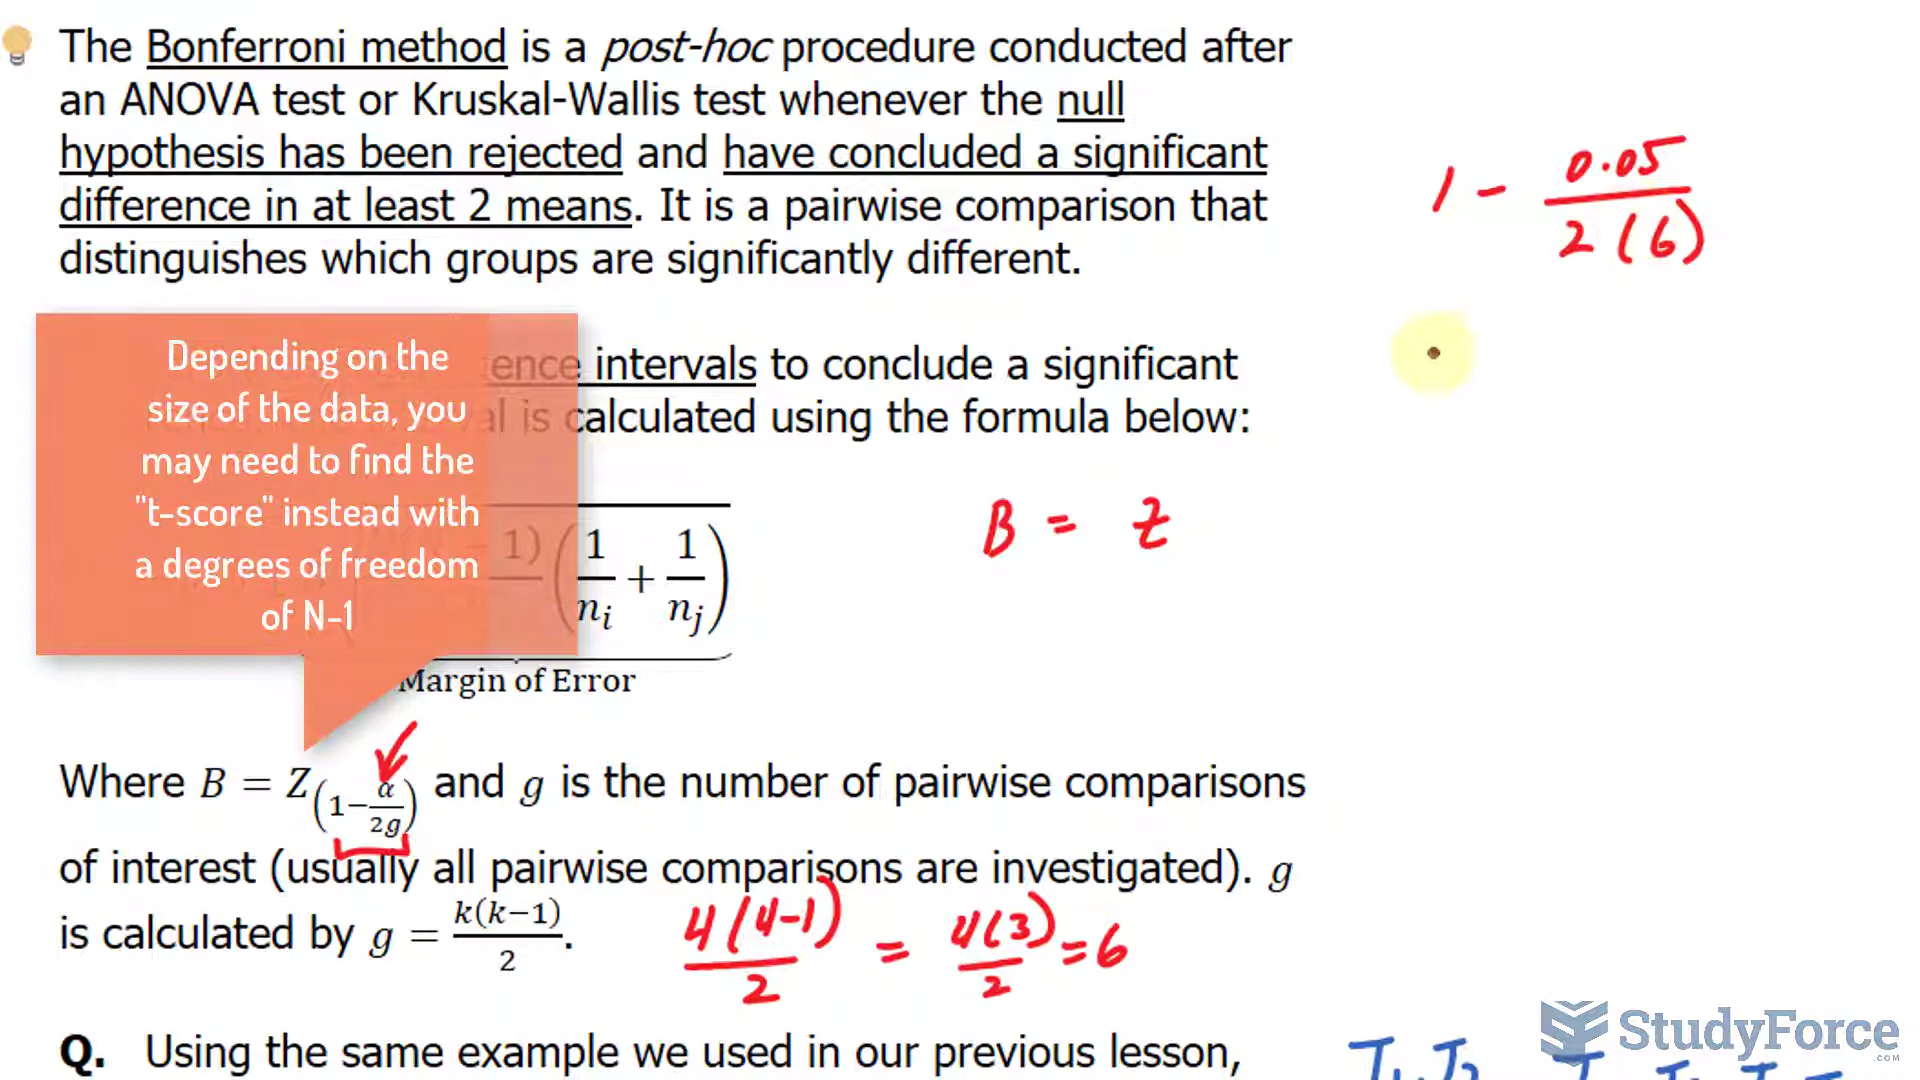 The Bonferroni method is a post-hoc procedure conducted after
an ANOVA test or Kruskal-Wallis test whenever the null
hypothesis has been rejected and have concluded a significant
difference in at least 2 means. It is a pairwise comparison that
distinguishes which groups are significantly different.
1 - 0.05 / 2(6)
Depending on the
size of the data, you
may need to find the
"t-score" instead with
a degrees of freedom
of N-1
intervals to conclude a significant
is calculated using the formula below:
1) (1/nᵢ + 1/nⱼ)
Margin of Error
B = Z
Where B = Z(1−α/2g) and g is the number of pairwise comparisons
of interest (usually all pairwise comparisons are investigated). g
is calculated by g = k(k−1)/2.
4(4-1)/2 = 4(3)/2 = 6
Q. Using the same example we used in our previous lesson,
StudyForce
.COM